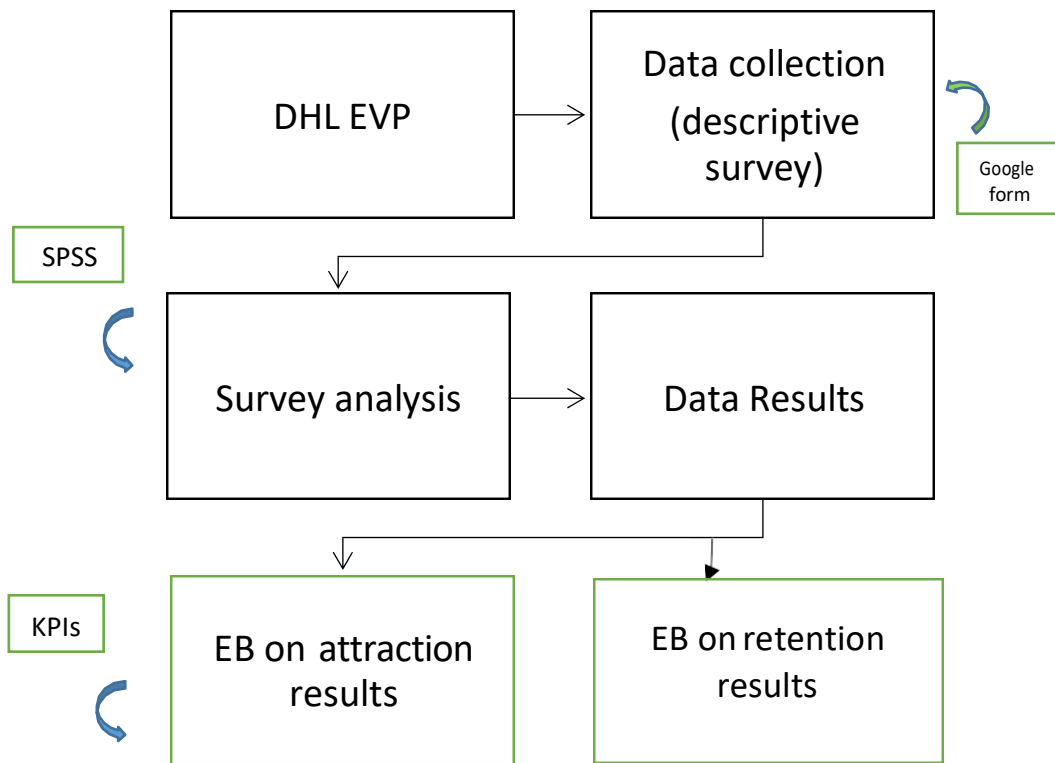 DHL EVP
Data collection
(descriptive
survey)
Google
form
SPSS
Survey analysis
Data Results
KPIs
EB on attraction
results
EB on retention
results